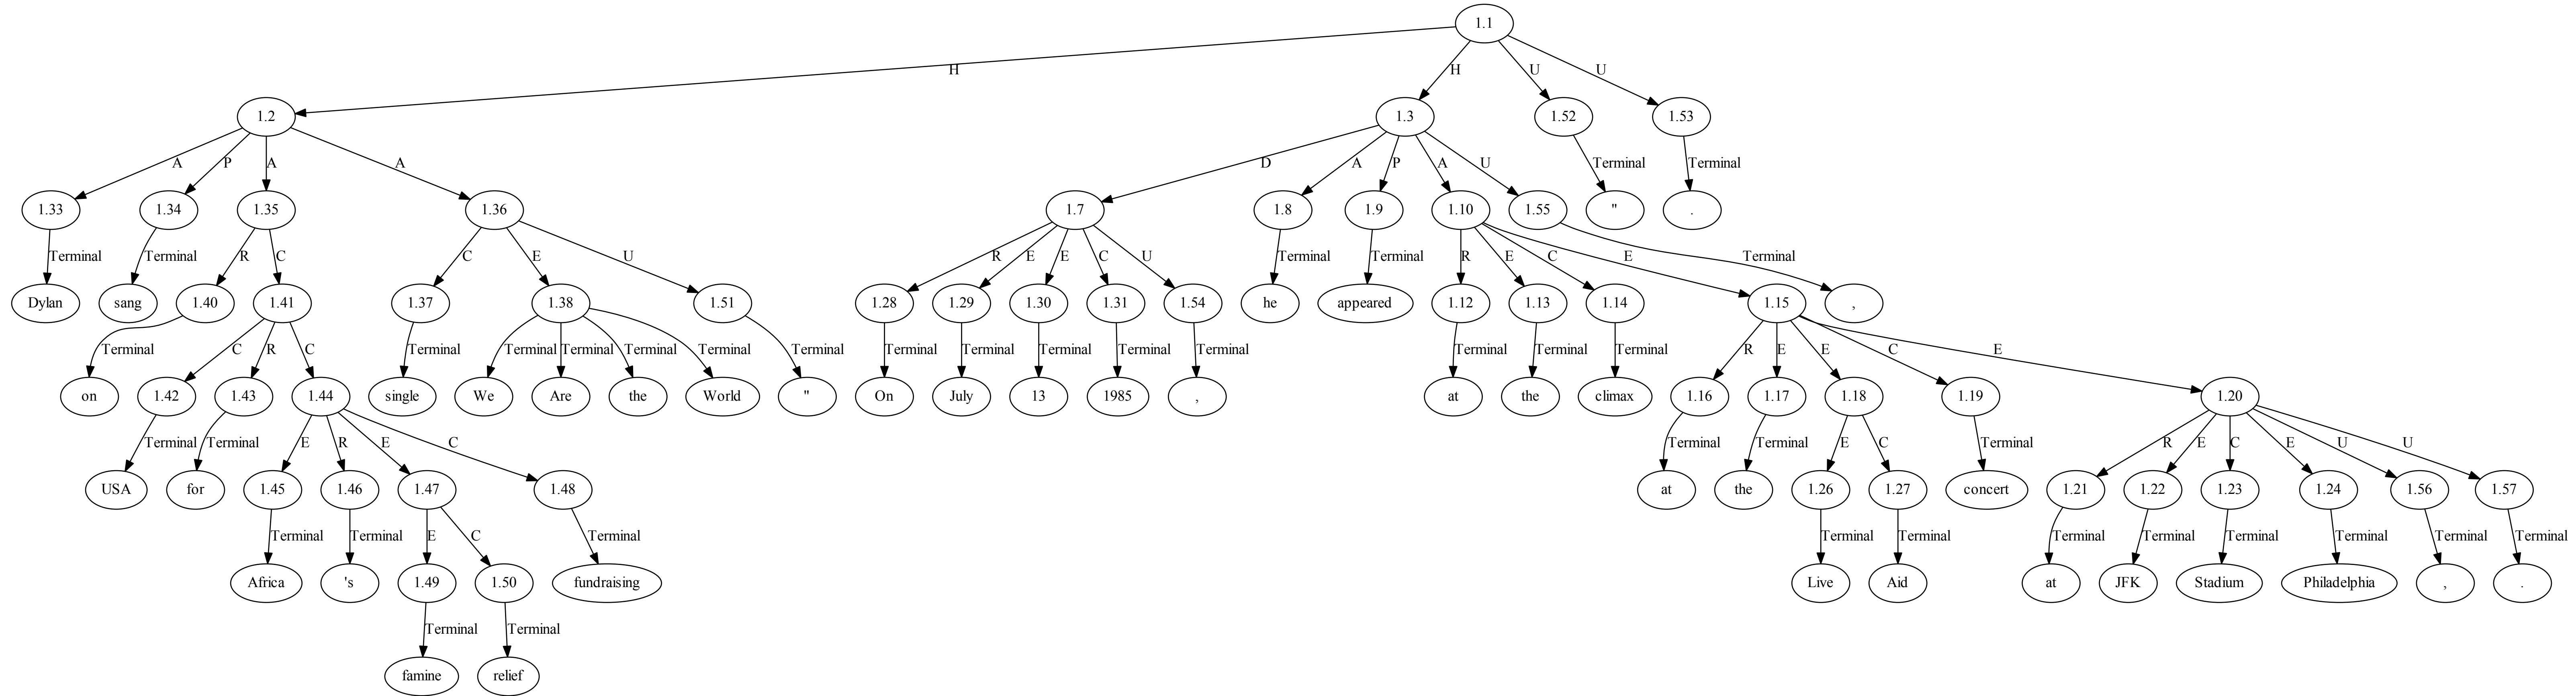 1.1
H H U U
1.2 1.3 1.52 1.53
A P A A D A P A U Terminal Terminal
1.33 1.34 1.35 1.36 1.7 1.8 1.9 1.10 1.55 " .
Terminal Terminal R C C E U R E E C U Terminal Terminal R E C E Terminal
Dylan sang 1.40 1.41 1.37 1.38 1.51 1.28 1.29 1.30 1.31 1.54 he appeared 1.12 1.13 1.14 1.15 ,
Terminal C R C Terminal Terminal Terminal Terminal Terminal Terminal Terminal Terminal Terminal Terminal Terminal Terminal Terminal Terminal R E E C E
on 1.42 1.43 1.44 single We Are the World " On July 13 1985 , at the climax 1.16 1.17 1.18 1.19 1.20
Terminal Terminal E R E C Terminal Terminal E C Terminal R E C E U U
USA for 1.45 1.46 1.47 1.48 at the 1.26 1.27 concert 1.21 1.22 1.23 1.24 1.56 1.57
Terminal Terminal E C Terminal Terminal Terminal Terminal Terminal Terminal Terminal Terminal Terminal
Africa 's 1.49 1.50 fundraising Live Aid at JFK Stadium Philadelphia , .
Terminal Terminal
famine relief